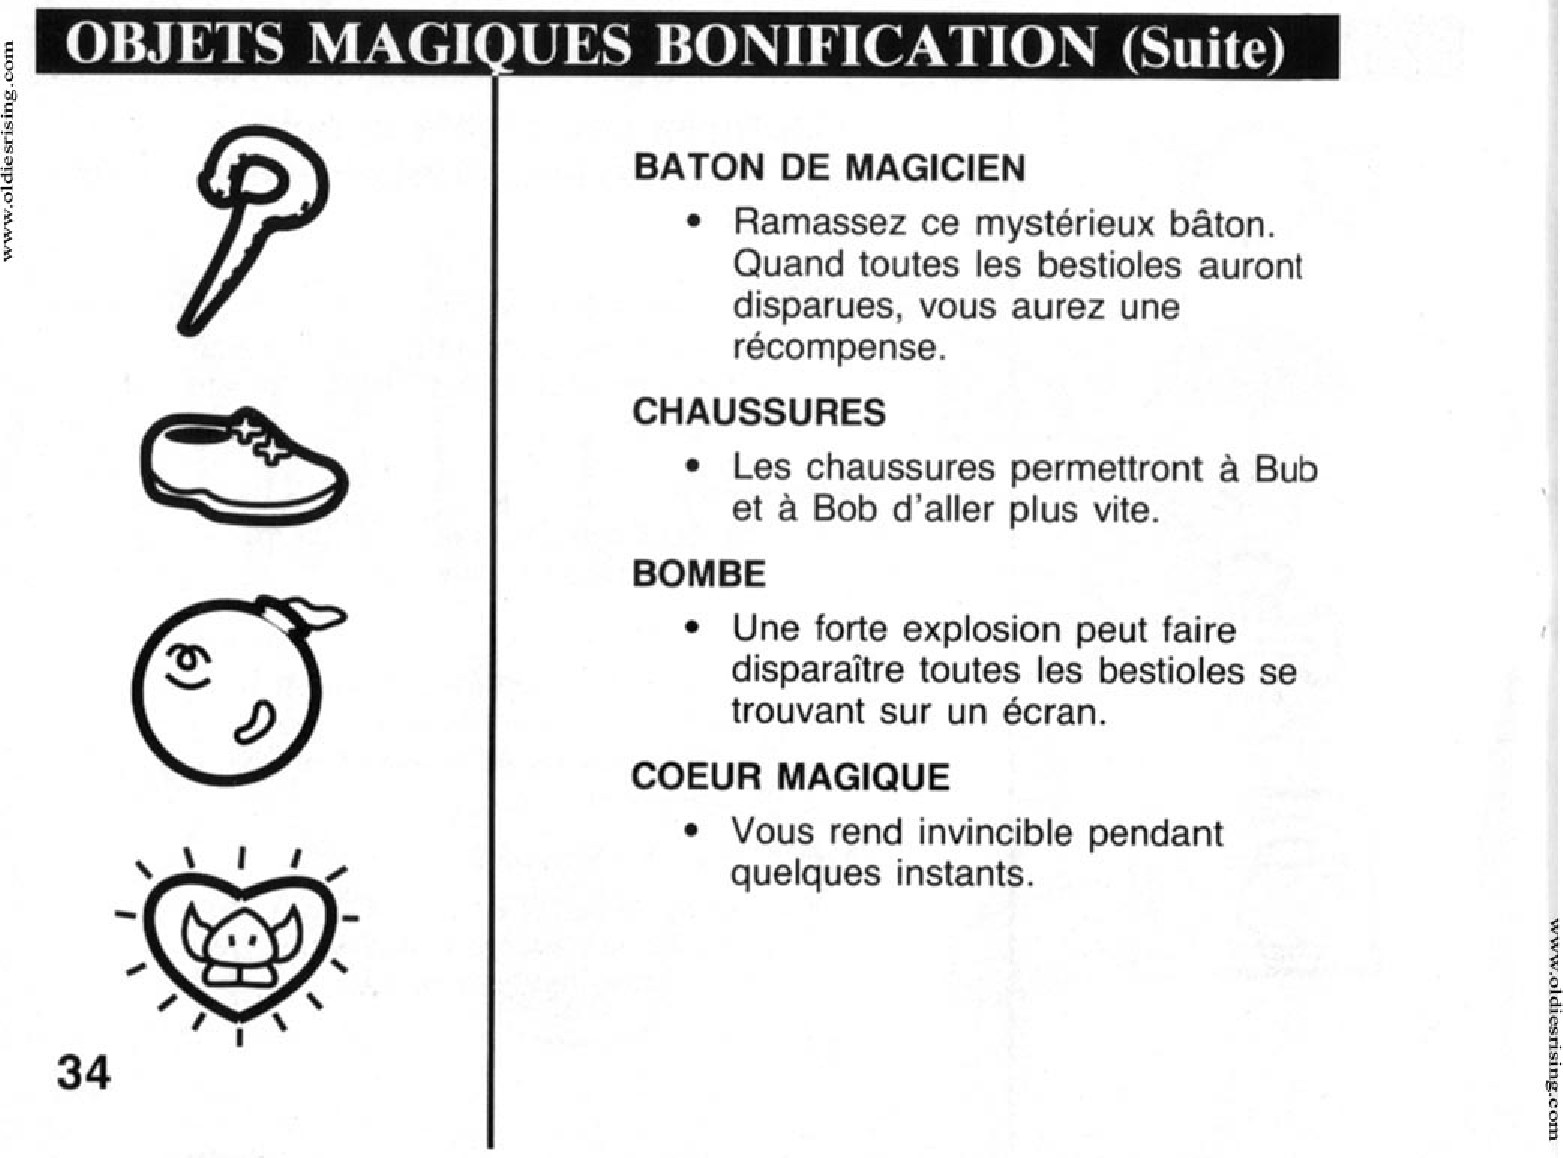 OBJETS MAGIQUES BONIFICATION (Suite)
www.oldiesrising.com
BATON DE MAGICIEN
• Ramassez ce mystérieux bâton.
Quand toutes les bestioles auront
disparues, vous aurez une
récompense.
CHAUSSURES
• Les chaussures permettront à Bub
et à Bob d'aller plus vite.
BOMBE
• Une forte explosion peut faire
disparaître toutes les bestioles se
trouvant sur un écran.
COEUR MAGIQUE
• Vous rend invincible pendant
quelques instants.
34
www.oldiesrising.com